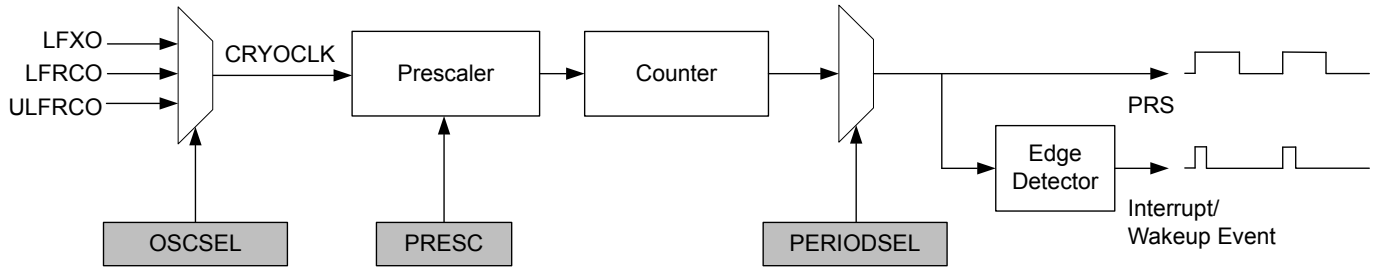 LFXO
LFRCO
ULFRCO
CRYOCLK
Prescaler
Counter
PRS
Edge
Detector
Interrupt/
Wakeup Event
OSCSEL
PRESC
PERIODSEL